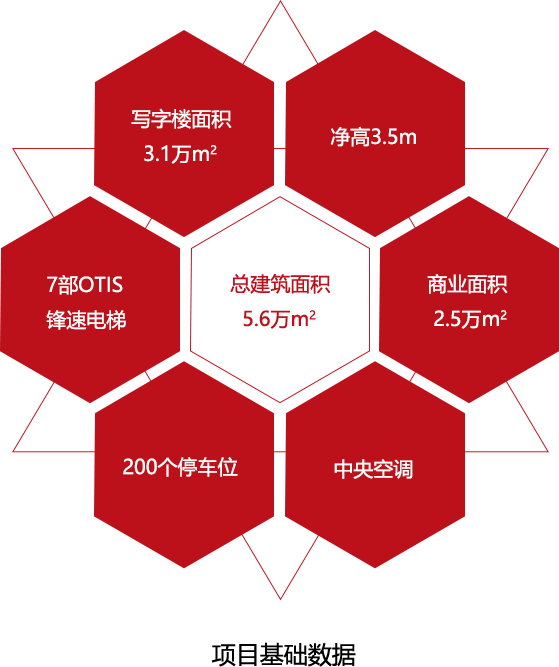 写字楼面积
3.1万m²
净高3.5m
7部OTIS
锋速电梯
总建筑面积
5.6万m²
商业面积
2.5万m²
200个停车位
中央空调
项目基础数据